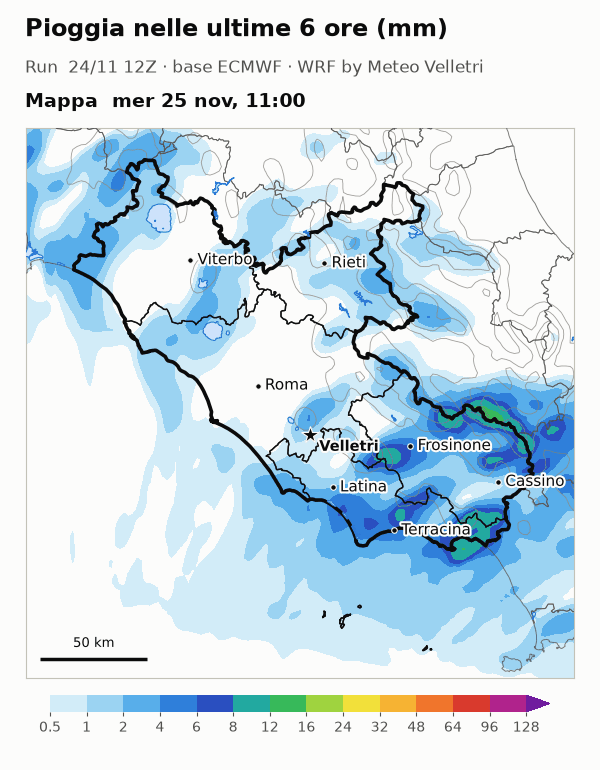 Pioggia nelle ultime 6 ore (mm)
Run 24/11 12Z · base ECMWF · WRF by Meteo Velletri
Mappa mer 25 nov, 11:00
Viterbo
Rieti
Roma
Velletri
Frosinone
Cassino
Latina
Terracina
50 km
0.5 1 2 4 6 8 12 16 24 32 48 64 96 128